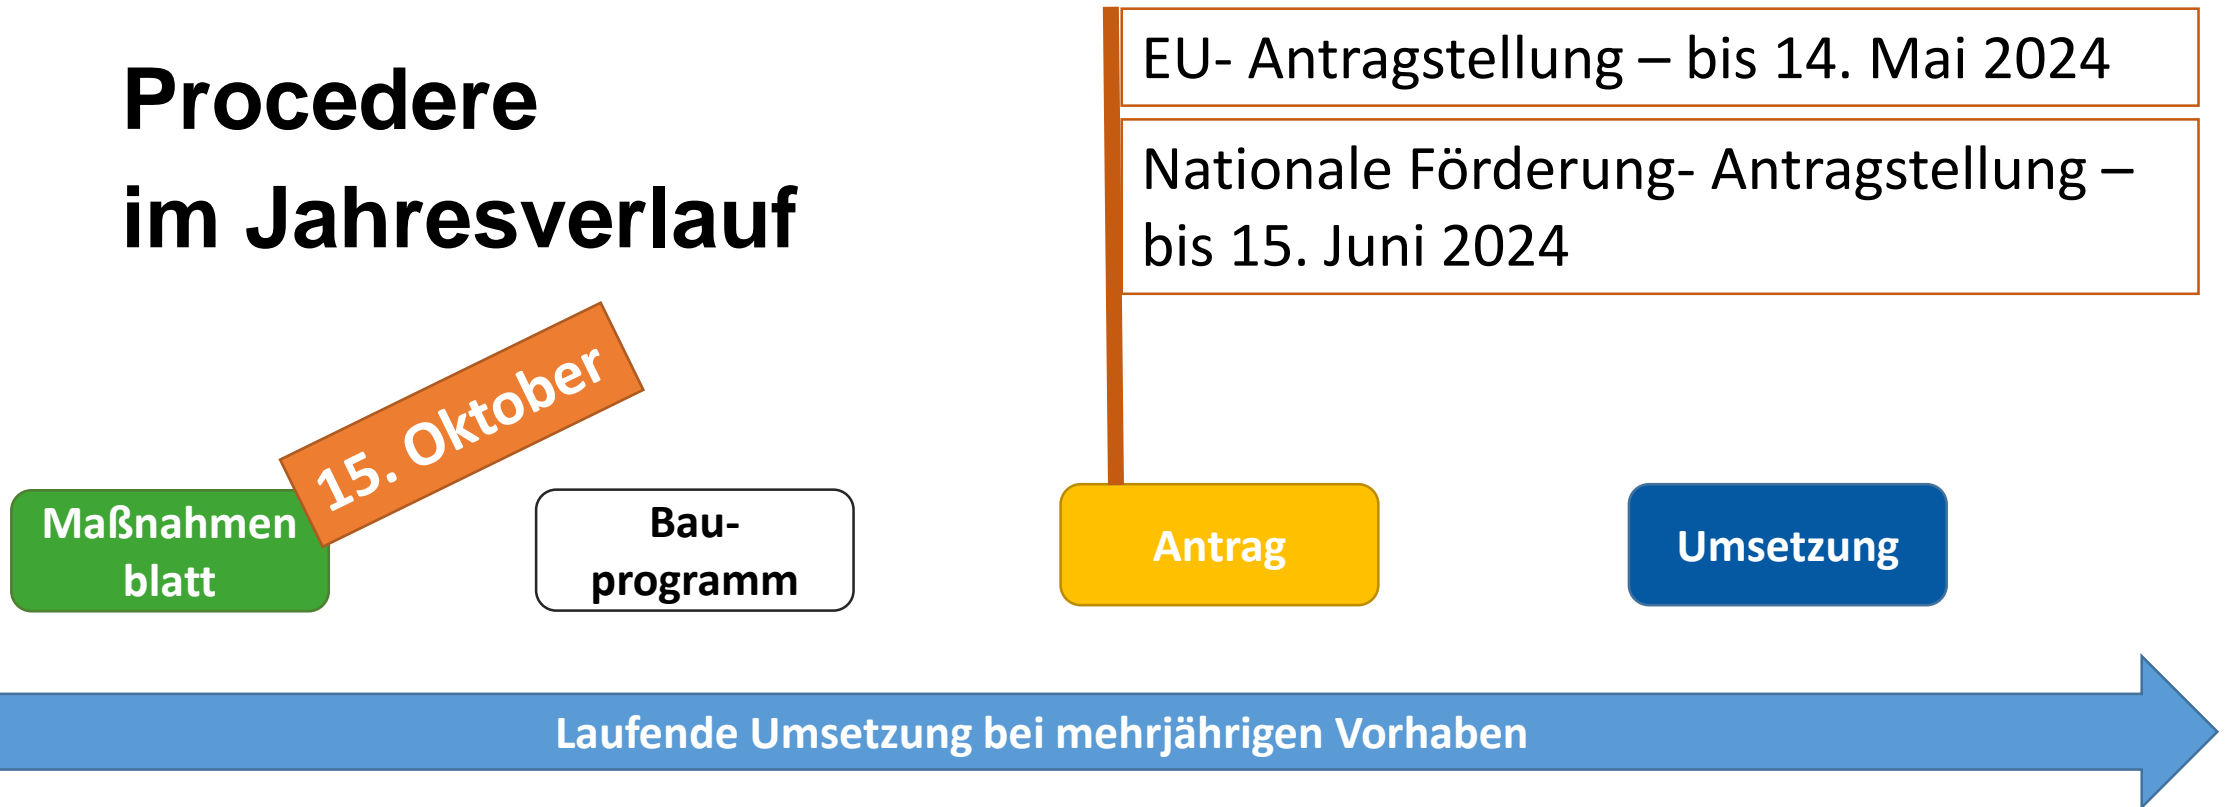 Procedere
im Jahresverlauf
EU- Antragstellung – bis 14. Mai 2024
Nationale Förderung- Antragstellung –
bis 15. Juni 2024
15. Oktober
Maßnahmen
blatt
Bau-
programm
Antrag
Umsetzung
Laufende Umsetzung bei mehrjährigen Vorhaben